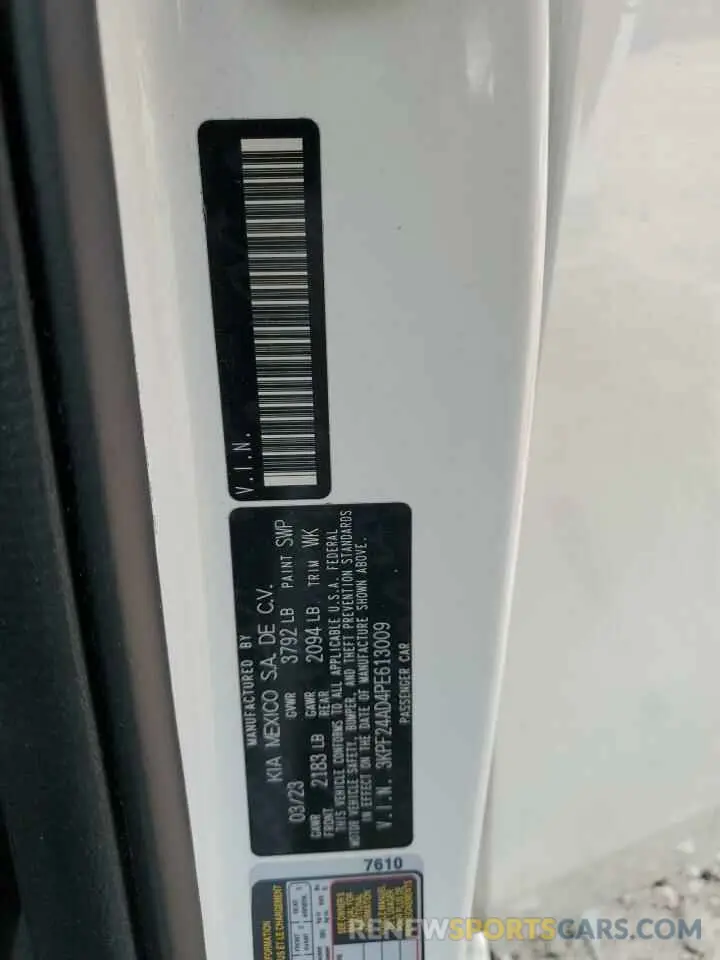 V.I.N.
MANUFACTURED BY
KIA MEXICO S.A. DE C.V.
03/23 GVWR 3792 LB PAINT SWP
GAWR FRONT 2183 LB GAWR REAR 2094 LB TRIM WK
THIS VEHICLE CONFORMS TO ALL APPLICABLE U.S.A. FEDERAL
MOTOR VEHICLE SAFETY, BUMPER, AND THEFT PREVENTION STANDARDS
IN EFFECT ON THE DATE OF MANUFACTURE SHOWN ABOVE.
V.I.N. 3KPF24AD4PE613009
PASSENGER CAR
7610
RENEWSPORTSCARS.COM